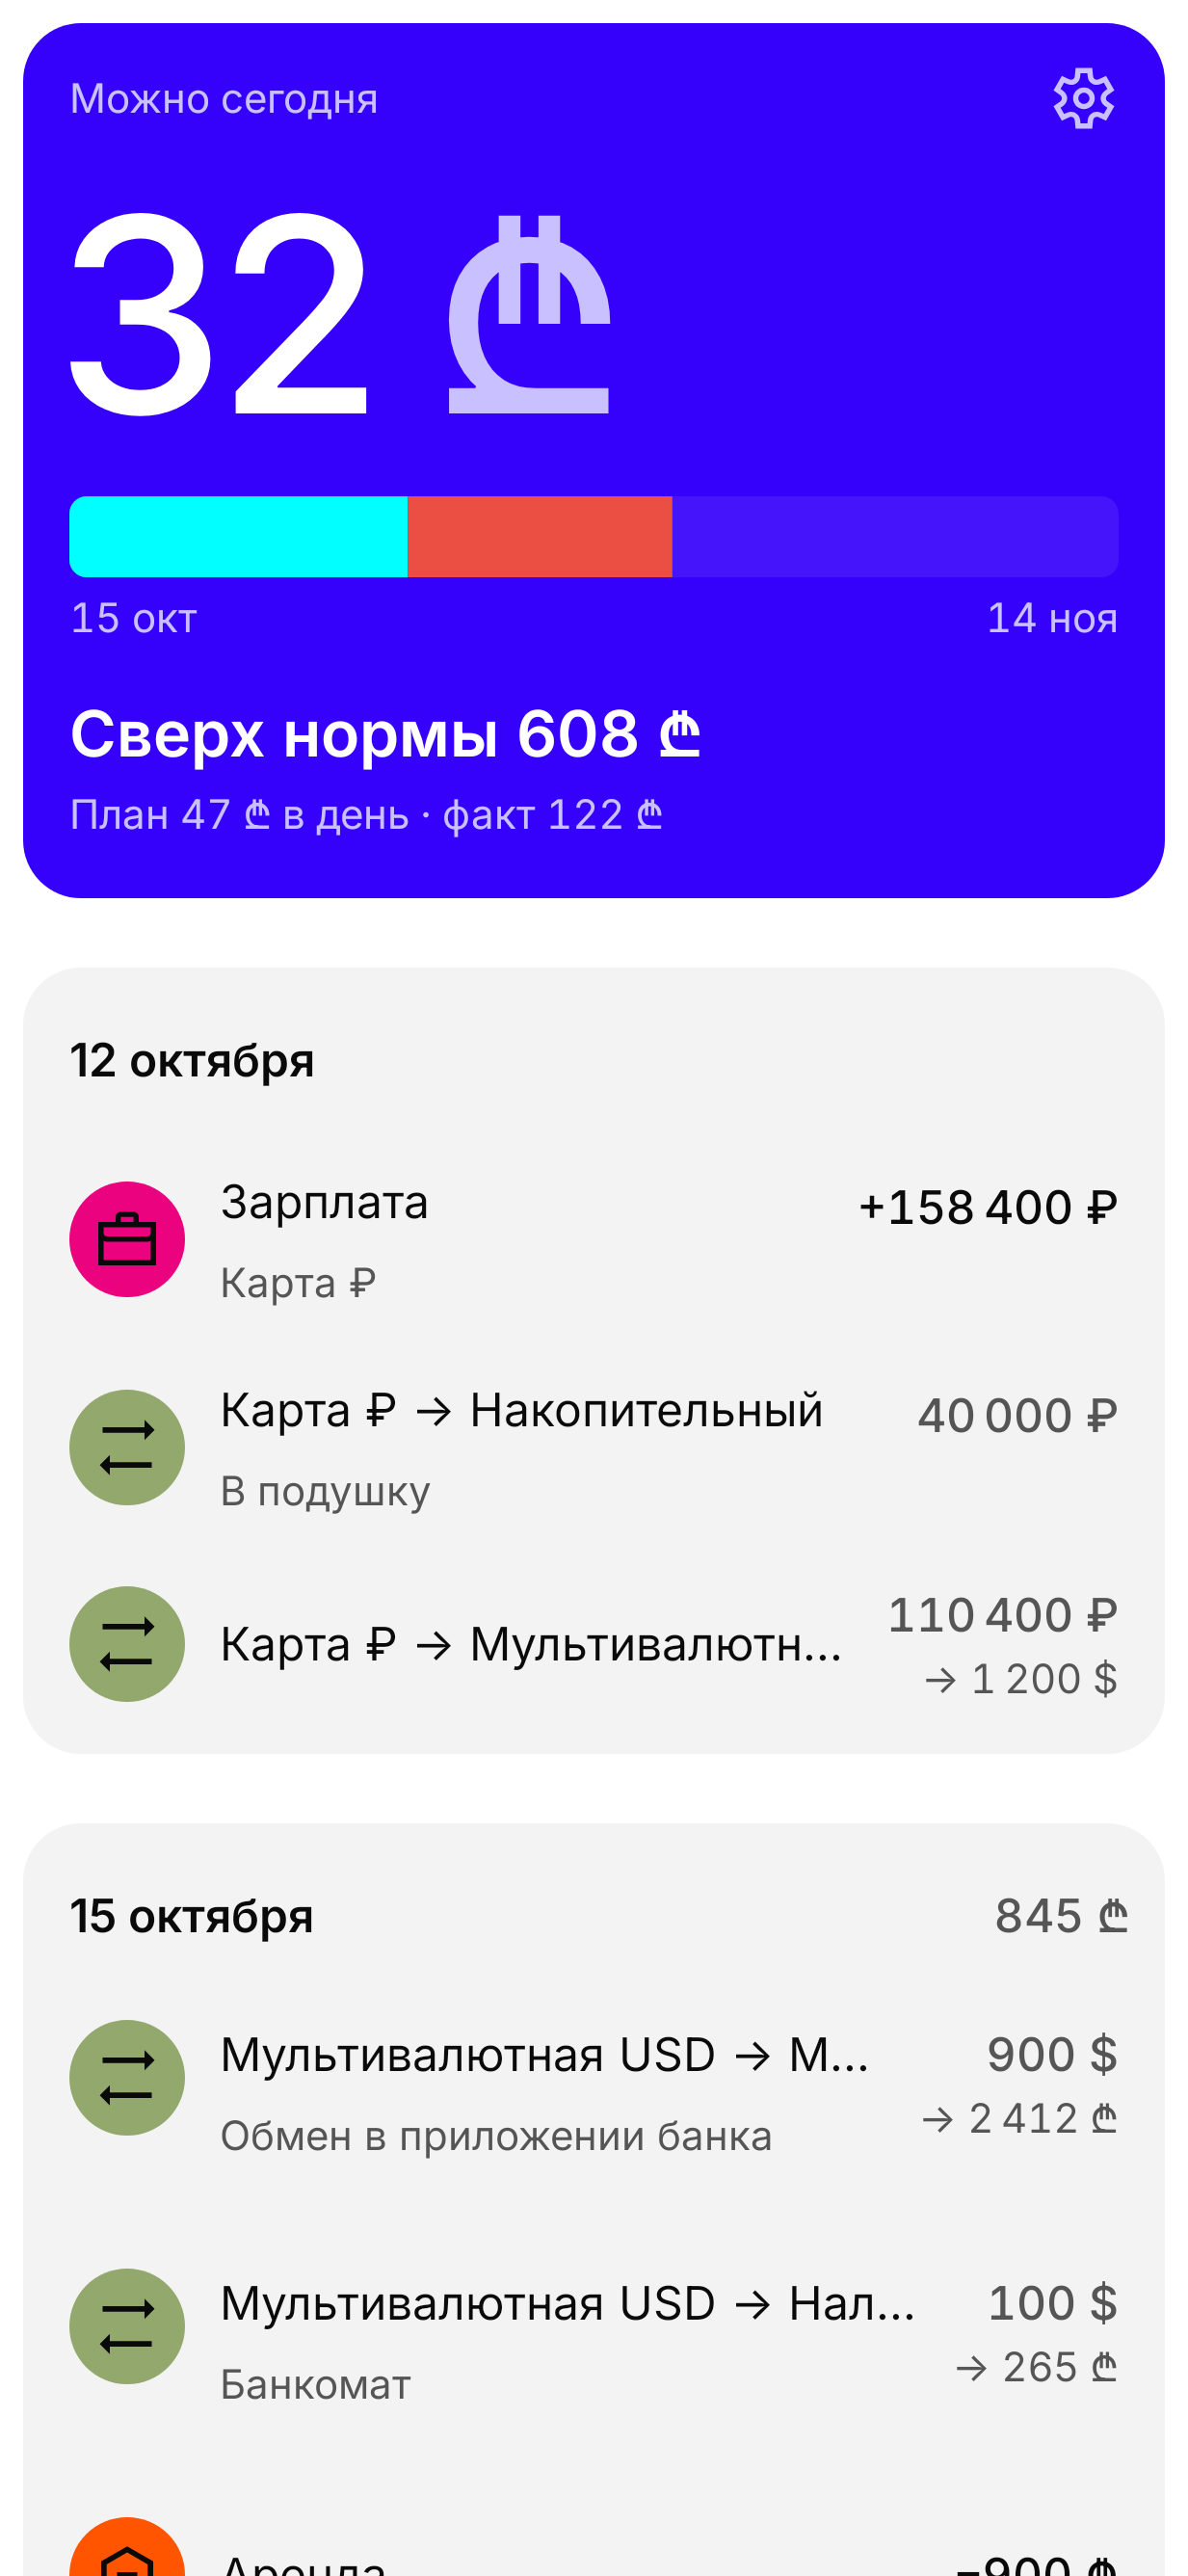 Можно сегодня
32 ₾
15 окт 14 ноя
Сверх нормы 608 ₾
План 47 ₾ в день · факт 122 ₾
12 октября
Зарплата +158 400 ₽
Карта ₽
Карта ₽ → Накопительный 40 000 ₽
В подушку
Карта ₽ → Мультивалютн... 110 400 ₽
→ 1 200 $
15 октября 845 ₾
Мультивалютная USD → М... 900 $
Обмен в приложении банка → 2 412 ₾
Мультивалютная USD → Нал... 100 $
Банкомат → 265 ₾
Аренда −900 ₾